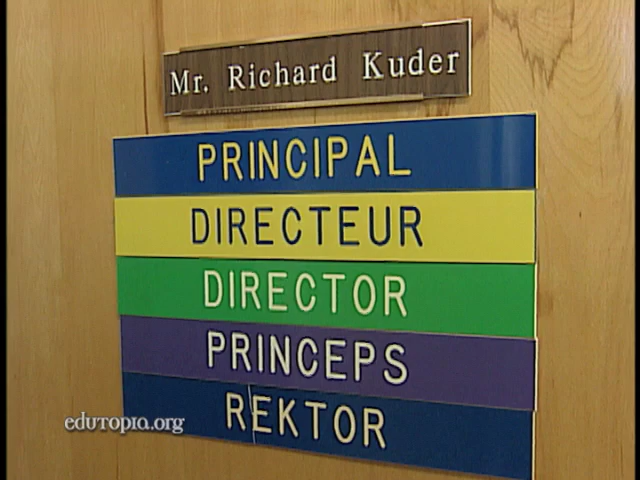 Mr. Richard Kuder
PRINCIPAL
DIRECTEUR
DIRECTOR
PRINCEPS
REKTOR
edutopia.org